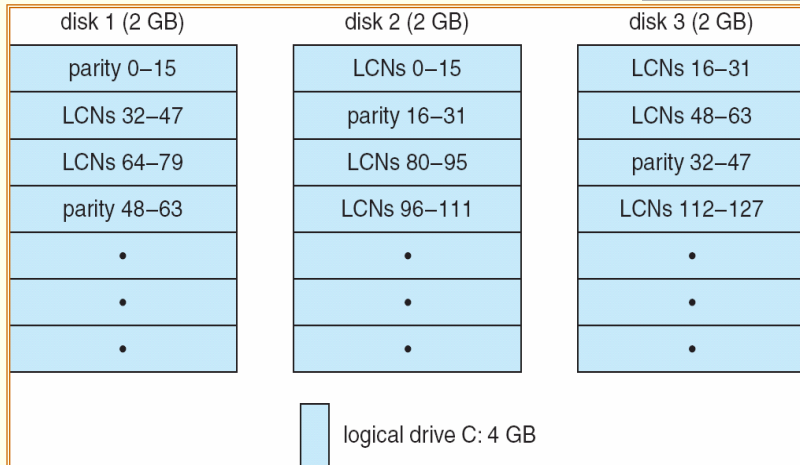 disk 1 (2 GB) disk 2 (2 GB) disk 3 (2 GB)
parity 0–15 LCNs 0–15 LCNs 16–31
LCNs 32–47 parity 16–31 LCNs 48–63
LCNs 64–79 LCNs 80–95 parity 32–47
parity 48–63 LCNs 96–111 LCNs 112–127
• • •
• • •
• • •
logical drive C: 4 GB